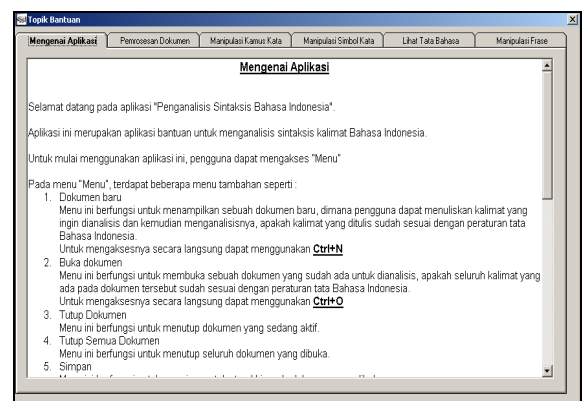 Topik Bantuan
Mengenai Aplikasi Pemrosesan Dokumen Manipulasi Kamus Kata Manipulasi Simbol Kata Lihat Tata Bahasa Manipulasi Frase
Mengenai Aplikasi
Selamat datang pada aplikasi "Penganalisis Sintaksis Bahasa Indonesia".
Aplikasi ini merupakan aplikasi bantuan untuk menganalisis sintaksis kalimat Bahasa Indonesia.
Untuk mulai menggunakan aplikasi ini, pengguna dapat mengakses "Menu"
Pada menu "Menu", terdapat beberapa menu tambahan seperti :
1. Dokumen baru
Menu ini berfungsi untuk menampilkan sebuah dokumen baru, dimana pengguna dapat menuliskan kalimat yang
ingin dianalisis dan kemudian menganalisisnya, apakah kalimat yang ditulis sudah sesuai dengan peraturan tata
Bahasa Indonesia.
Untuk mengaksesnya secara langsung dapat menggunakan Ctrl+N
2. Buka dokumen
Menu ini berfungsi untuk membuka sebuah dokumen yang sudah ada untuk dianalisis, apakah seluruh kalimat yang
ada pada dokumen tersebut sudah sesuai dengan peraturan tata Bahasa Indonesia.
Untuk mengaksesnya secara langsung dapat menggunakan Ctrl+O
3. Tutup Dokumen
Menu ini berfungsi untuk menutup dokumen yang sedang aktif.
4. Tutup Semua Dokumen
Menu ini berfungsi untuk menutup seluruh dokumen yang dibuka.
5. Simpan